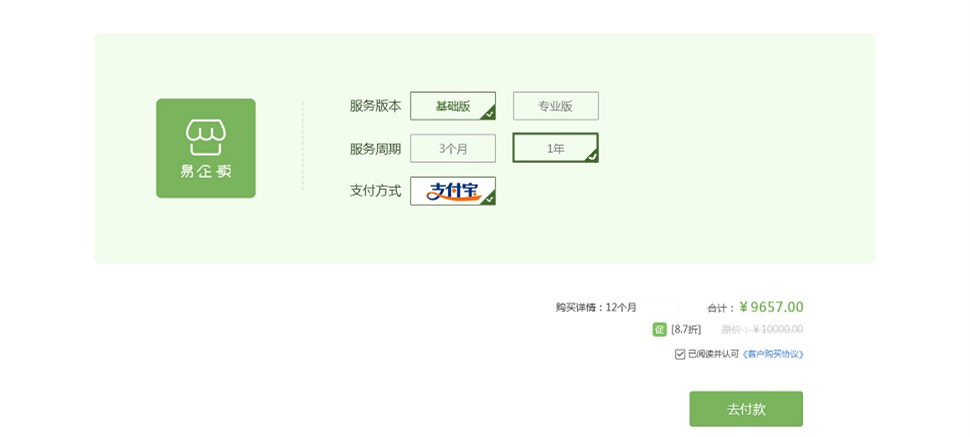 易企卖
服务版本 基础版 专业版
服务周期 3个月 1年
支付方式 支付宝
购买详情：12个月 合计：￥9657.00
促 [8.7折] 原价：￥10000.00
已阅读并认可《客户购买协议》
去付款